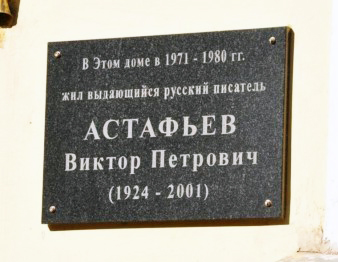 В Этом доме в 1971 - 1980 гг.
жил выдающийся русский писатель
АСТАФЬЕВ
Виктор Петрович
(1924 - 2001)